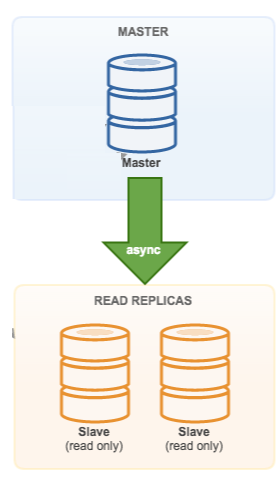 MASTER
Master
async
READ REPLICAS
Slave
(read only)
Slave
(read only)